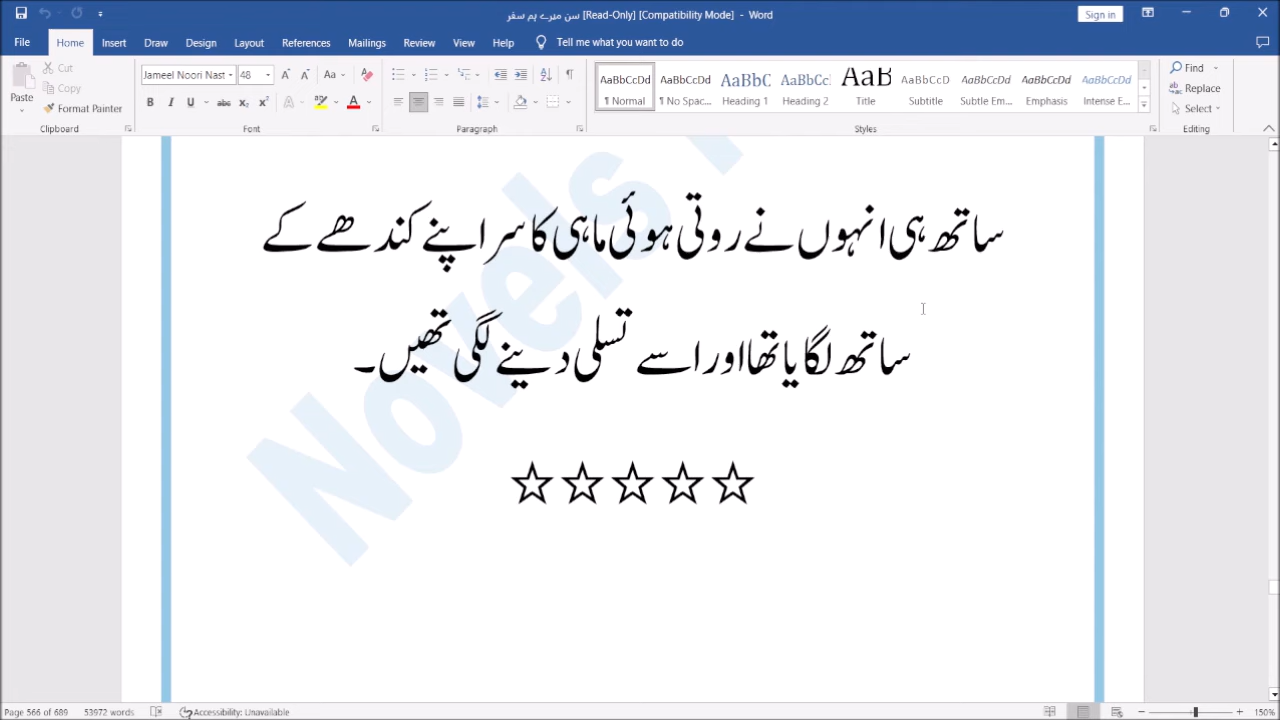 سن میرے ہم سفر [Read-Only] [Compatibility Mode] - Word
Sign in
File Home Insert Draw Design Layout References Mailings Review View Help Tell me what you want to do
Paste
Cut
Copy
Format Painter
Clipboard
Jameel Noori Nast 48
Font
Paragraph
AaBbCcDd AaBbCcDd AaBbC AaBbCc AaB AaBbCcD AaBbCcDd AaBbCcDd AaBbCcDd
¶ Normal ¶ No Spac... Heading 1 Heading 2 Title Subtitle Subtle Em... Emphasis Intense E...
Styles
Find
Replace
Select
Editing
ساتھ ہی انہوں نے روتی ہوئی ماہی کا سر اپنے کندھے کے
ساتھ لگایا تھا اور اسے تسلی دینے لگی تھیں۔
☆☆☆☆☆
Novels
Page 566 of 689 53972 words Accessibility: Unavailable 150%